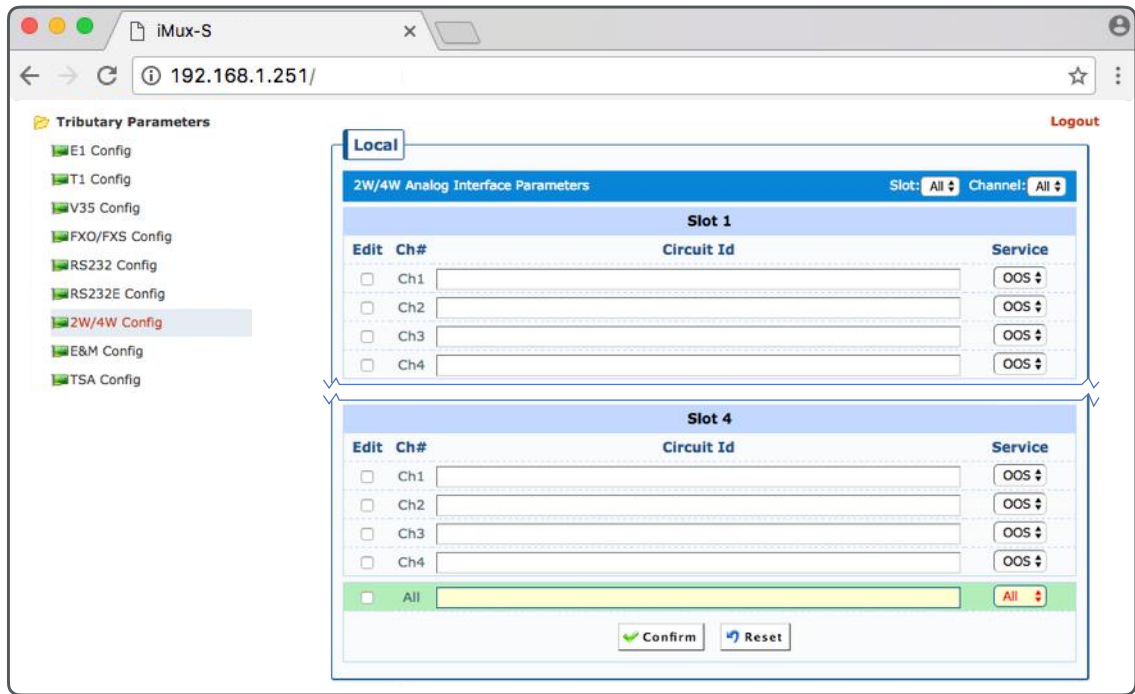 iMux-S
192.168.1.251/
Tributary Parameters
E1 Config
T1 Config
V35 Config
FXO/FXS Config
RS232 Config
RS232E Config
2W/4W Config
E&M Config
TSA Config
Logout
Local
2W/4W Analog Interface Parameters Slot: All Channel: All
Slot 1
Edit Ch# Circuit Id Service
Ch1 OOS
Ch2 OOS
Ch3 OOS
Ch4 OOS
Slot 4
Edit Ch# Circuit Id Service
Ch1 OOS
Ch2 OOS
Ch3 OOS
Ch4 OOS
All All
Confirm Reset